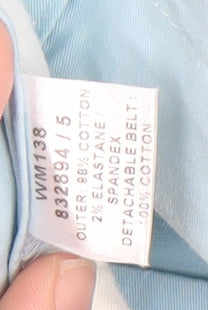 WM138
832894/5
OUTER: 98% COTTON
2% ELASTANE/
SPANDEX
DETACHABLE BELT:
100% COTTON